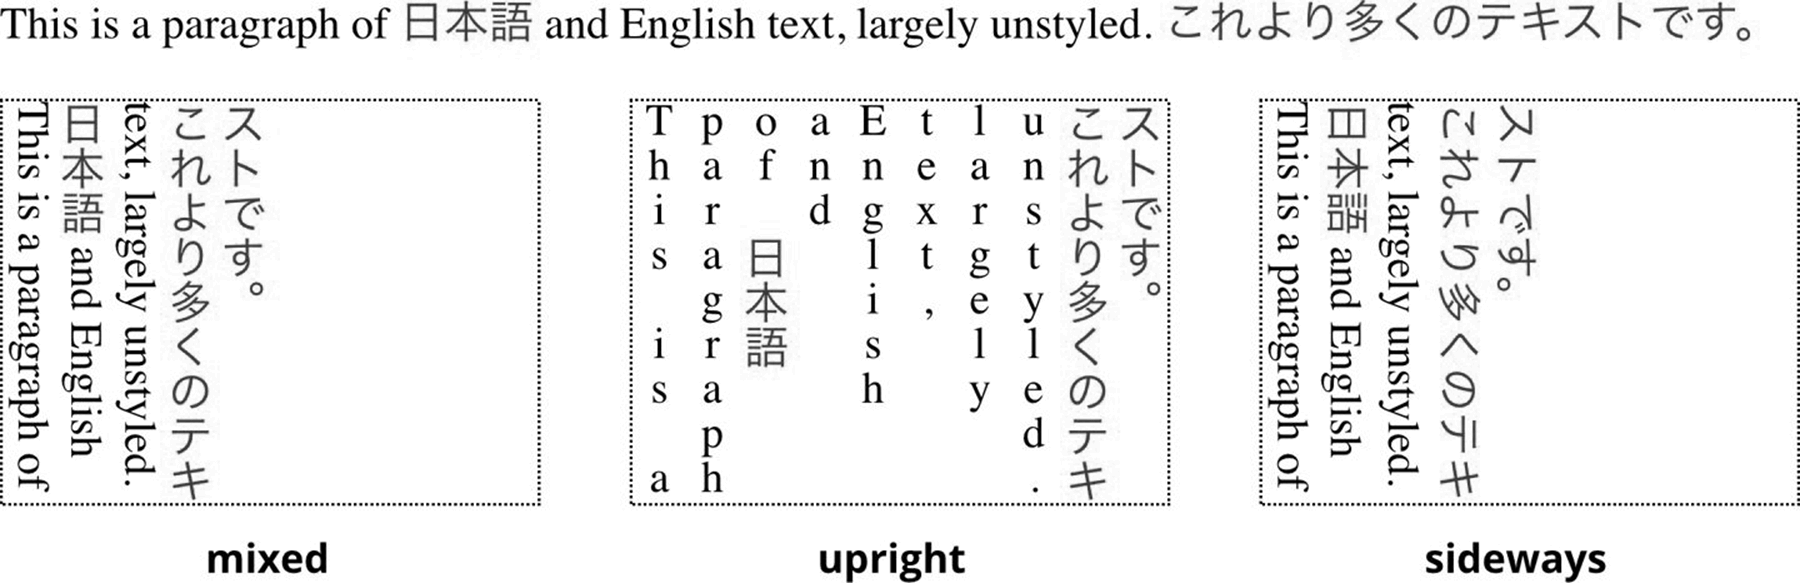 This is a paragraph of 日本語 and English text, largely unstyled. これより多くのテキストです。
This is a paragraph of
日本語 and English
text, largely unstyled.
これより多くのテキ
ストです。
mixed
This is a
paragraph
of 日本語
and
English
text,
largely
unstyled.
これより多くのテキ
ストです。
upright
This is a paragraph of
日本語 and English
text, largely unstyled.
これより多くのテキ
ストです。
sideways